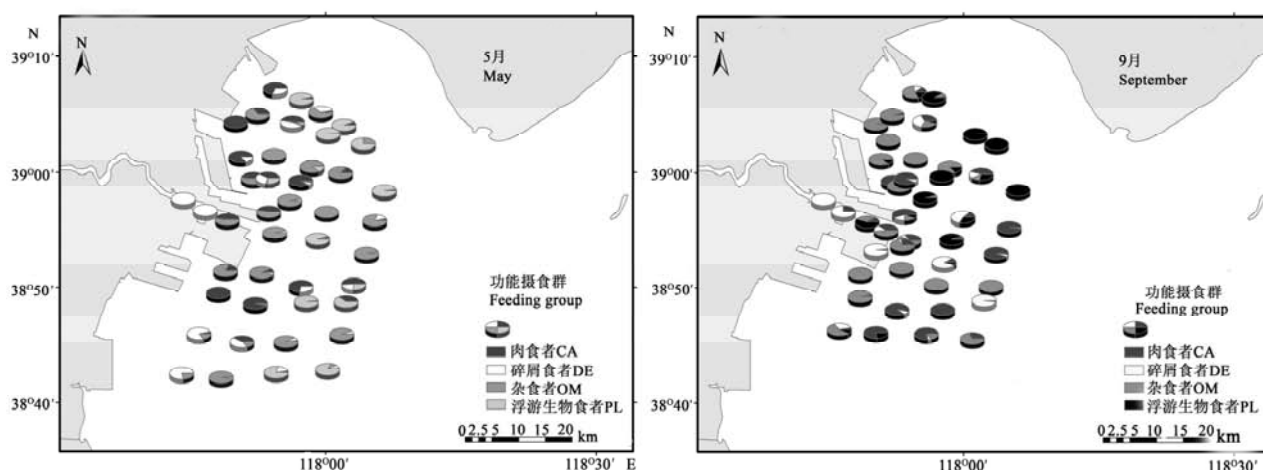 N
39°10′
N
5月
May
39°00′
38°50′
38°40′
功能摄食群
Feeding group
肉食者CA
碎屑食者DE
杂食者OM
浮游生物食者PL
0 2.5 5 10 15 20 km
118°00′
118°30′ E
N
39°10′
N
9月
September
39°00′
38°50′
38°40′
功能摄食群
Feeding group
肉食者CA
碎屑食者DE
杂食者OM
浮游生物食者PL
0 2.5 5 10 15 20 km
118°00′
118°30′ E